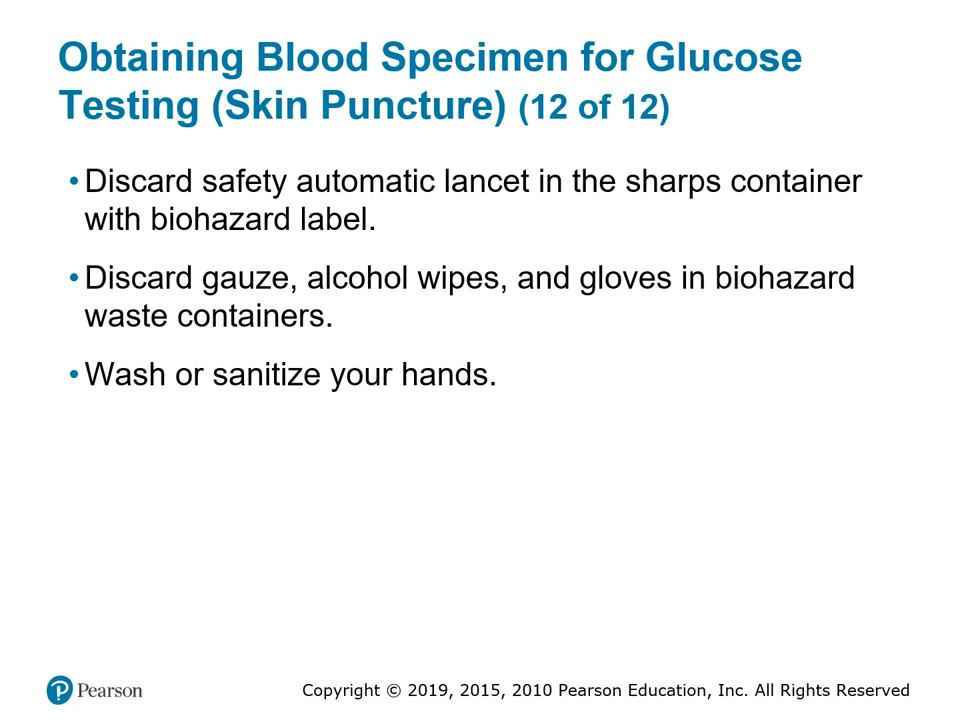 Obtaining Blood Specimen for Glucose
Testing (Skin Puncture) (12 of 12)
• Discard safety automatic lancet in the sharps container
with biohazard label.
• Discard gauze, alcohol wipes, and gloves in biohazard
waste containers.
• Wash or sanitize your hands.
Pearson
Copyright © 2019, 2015, 2010 Pearson Education, Inc. All Rights Reserved